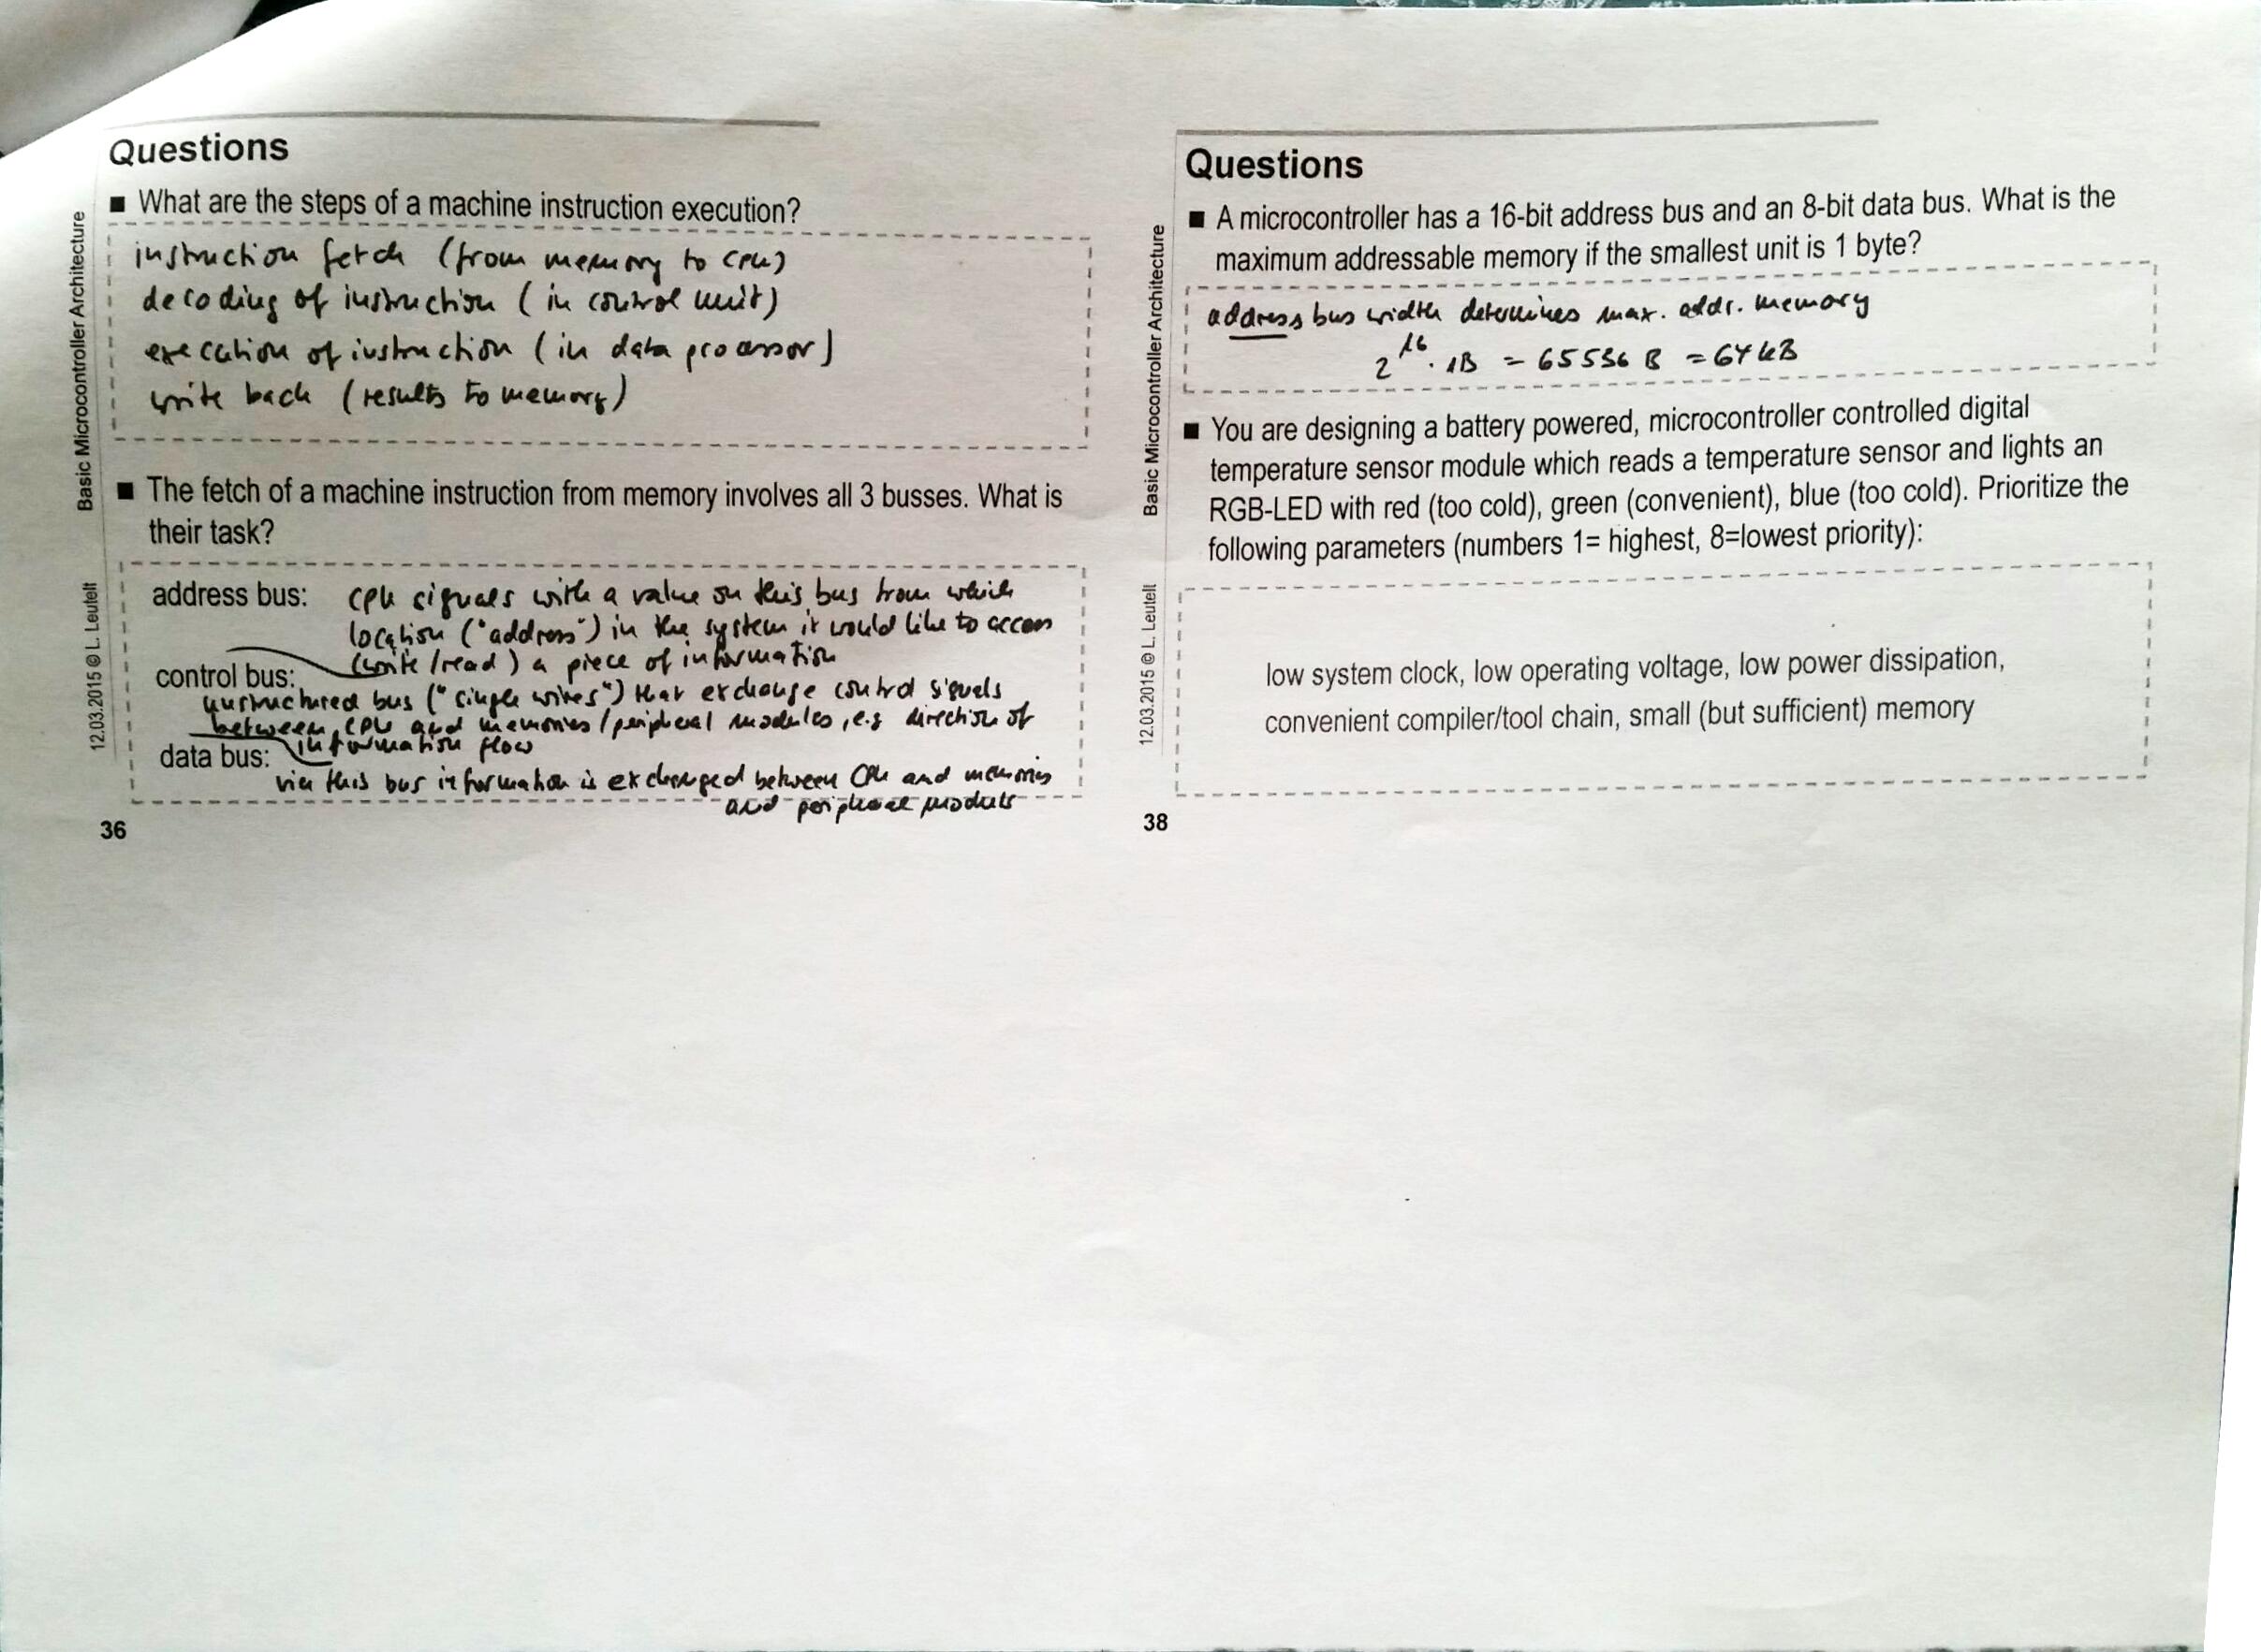 Questions
■ What are the steps of a machine instruction execution?
instruction fetch (from memory to CPU)
decoding of instruction (in control unit)
execution of instruction (in data processor)
write back (results to memory)
■ The fetch of a machine instruction from memory involves all 3 busses. What is
their task?
address bus: CPU signals with a value on this bus from which
location ("address") in the system it would like to access
(write/read) a piece of information
control bus:
unstructured bus ("single wires") that exchange control signals
between CPU and memories/peripheral modules, e.g direction of
information flow
data bus:
via this bus information is exchanged between CPU and memories
and peripheral moduls
36
12.03.2015 © L. Leutelt
Basic Microcontroller Architecture
Questions
■ A microcontroller has a 16-bit address bus and an 8-bit data bus. What is the
maximum addressable memory if the smallest unit is 1 byte?
address bus width determines max. addr. memory
2^16 · 1B = 65536 B = 64 kB
■ You are designing a battery powered, microcontroller controlled digital
temperature sensor module which reads a temperature sensor and lights an
RGB-LED with red (too cold), green (convenient), blue (too cold). Prioritize the
following parameters (numbers 1= highest, 8=lowest priority):
low system clock, low operating voltage, low power dissipation,
convenient compiler/tool chain, small (but sufficient) memory
38
12.03.2015 © L. Leutelt
Basic Microcontroller Architecture